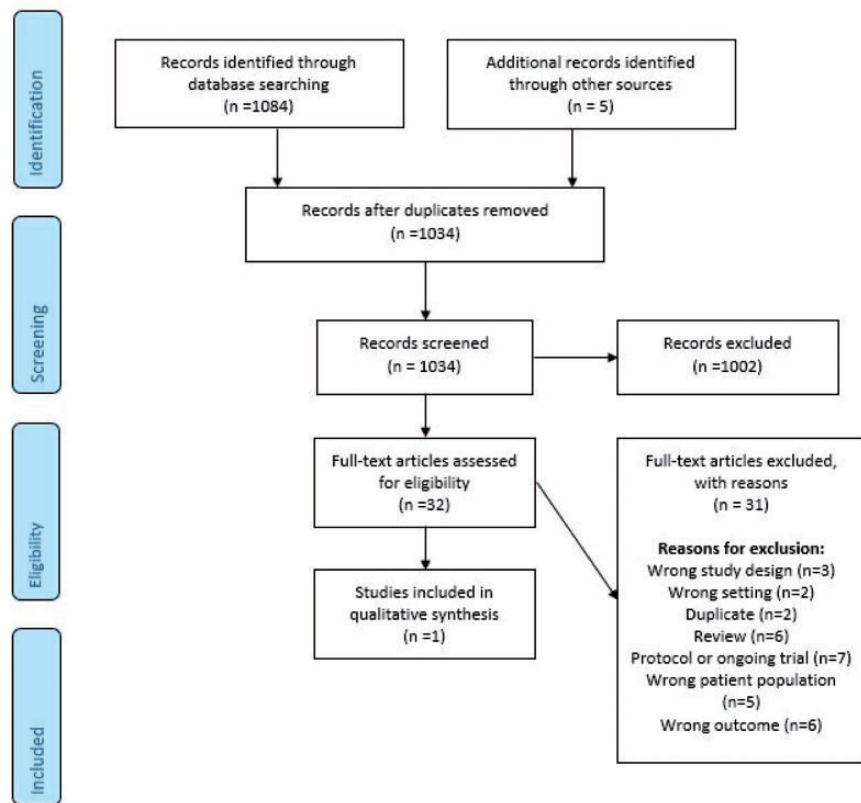 Identification
Records identified through
database searching
(n =1084)
Additional records identified
through other sources
(n = 5)
Records after duplicates removed
(n =1034)
Screening
Records screened
(n = 1034)
Records excluded
(n =1002)
Eligibility
Full-text articles assessed
for eligibility
(n =32)
Full-text articles excluded,
with reasons
(n = 31)
Reasons for exclusion:
Wrong study design (n=3)
Wrong setting (n=2)
Duplicate (n=2)
Review (n=6)
Protocol or ongoing trial (n=7)
Wrong patient population
(n=5)
Wrong outcome (n=6)
Studies included in
qualitative synthesis
(n =1)
Included